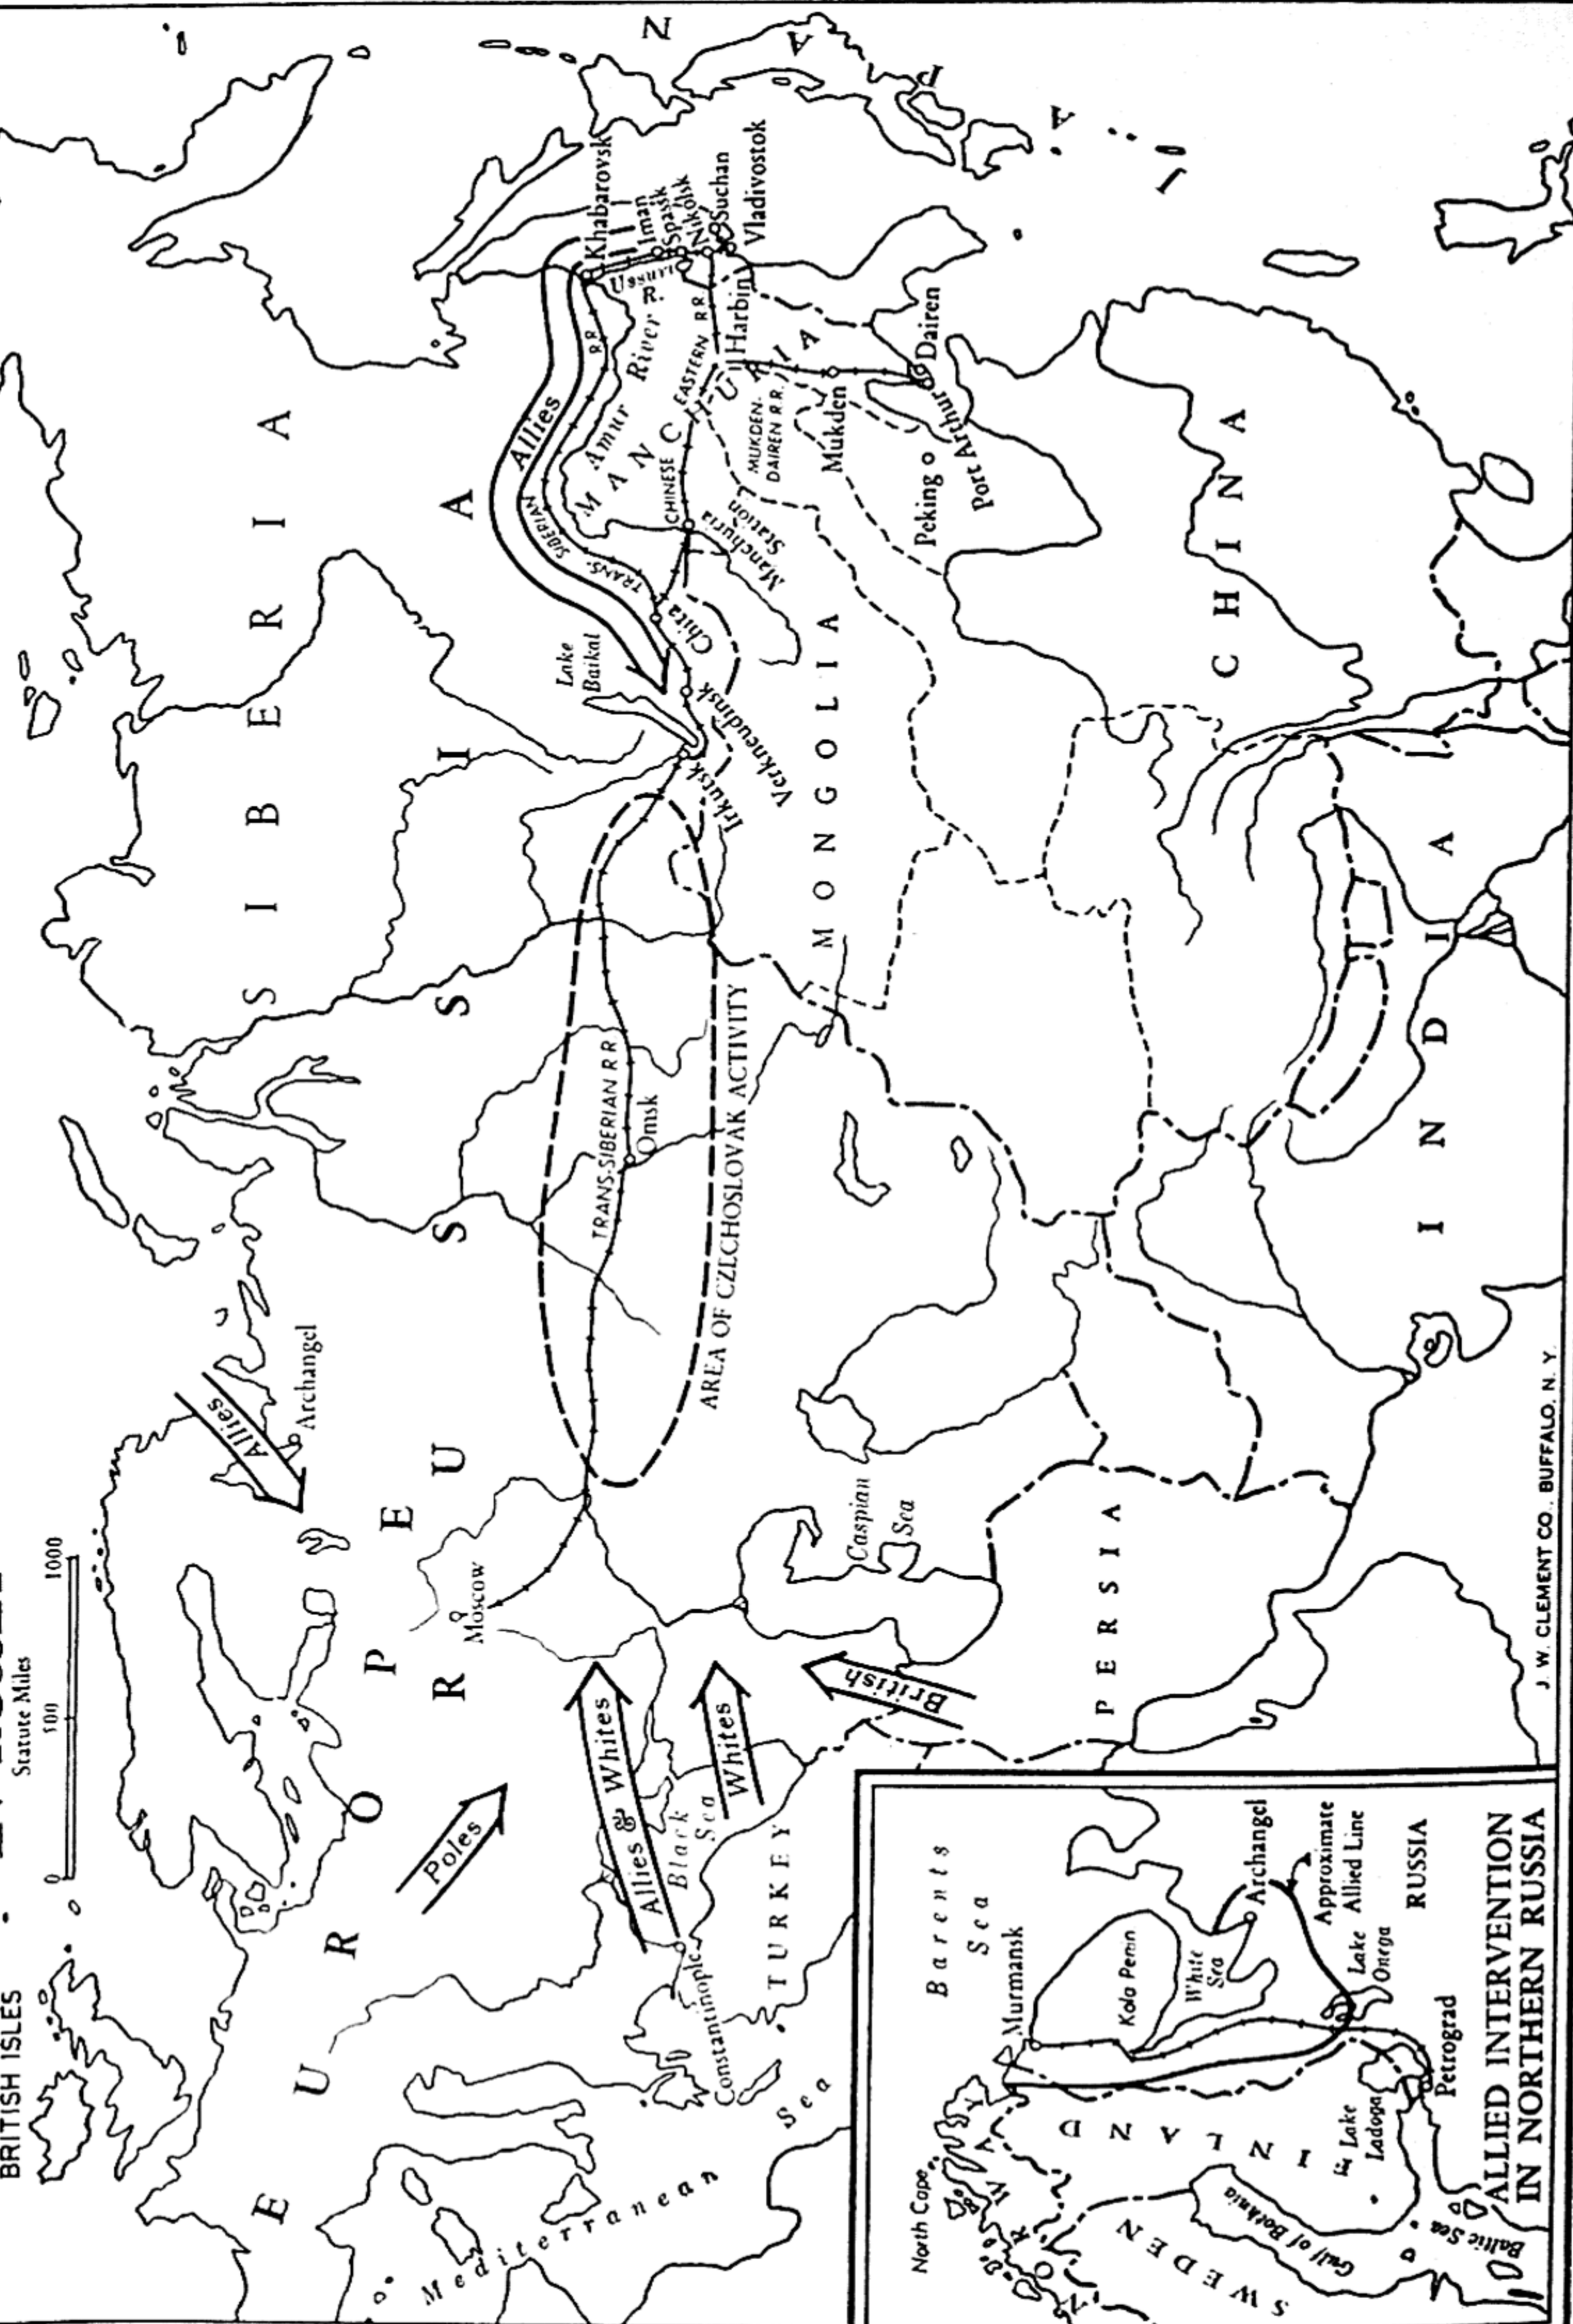 BRITISH ISLES
Statute Miles
0 500 1000
EUROPE
RUSSIA
SIBERIA
Allies
Archangel
Moscow
Poles
Allies & Whites
Whites
British
Black
Sea
Constantinople
TURKEY
Mediterranean
Sea
Caspian
Sea
PERSIA
INDIA
CHINA
MONGOLIA
TRANS-SIBERIAN R R
Omsk
AREA OF CZECHOSLOVAK ACTIVITY
Lake
Baikal
Irkutsk
Verkneudinsk
Chita
Allies
TRANS-SIBERIAN R.R.
Amur River
MANCHURIA
CHINESE EASTERN R R
Manchuria
Station
Harbin
MUKDEN-
DAIREN R R.
Mukden
Dairen
Port Arthur
Peking
Khabarovsk
Ussuri
R.
Iman
Spassk
Nikolsk
Suchan
Vladivostok
JAPAN
North Cape
NORWAY
SWEDEN
FINLAND
Gulf of Bothnia
Baltic Sea
Barents
Sea
Murmansk
Kola Penin
White
Sea
Archangel
Approximate
Allied Line
Lake
Onega
Lake
Ladoga
Petrograd
RUSSIA
ALLIED INTERVENTION
IN NORTHERN RUSSIA
J. W. CLEMENT CO., BUFFALO, N. Y.